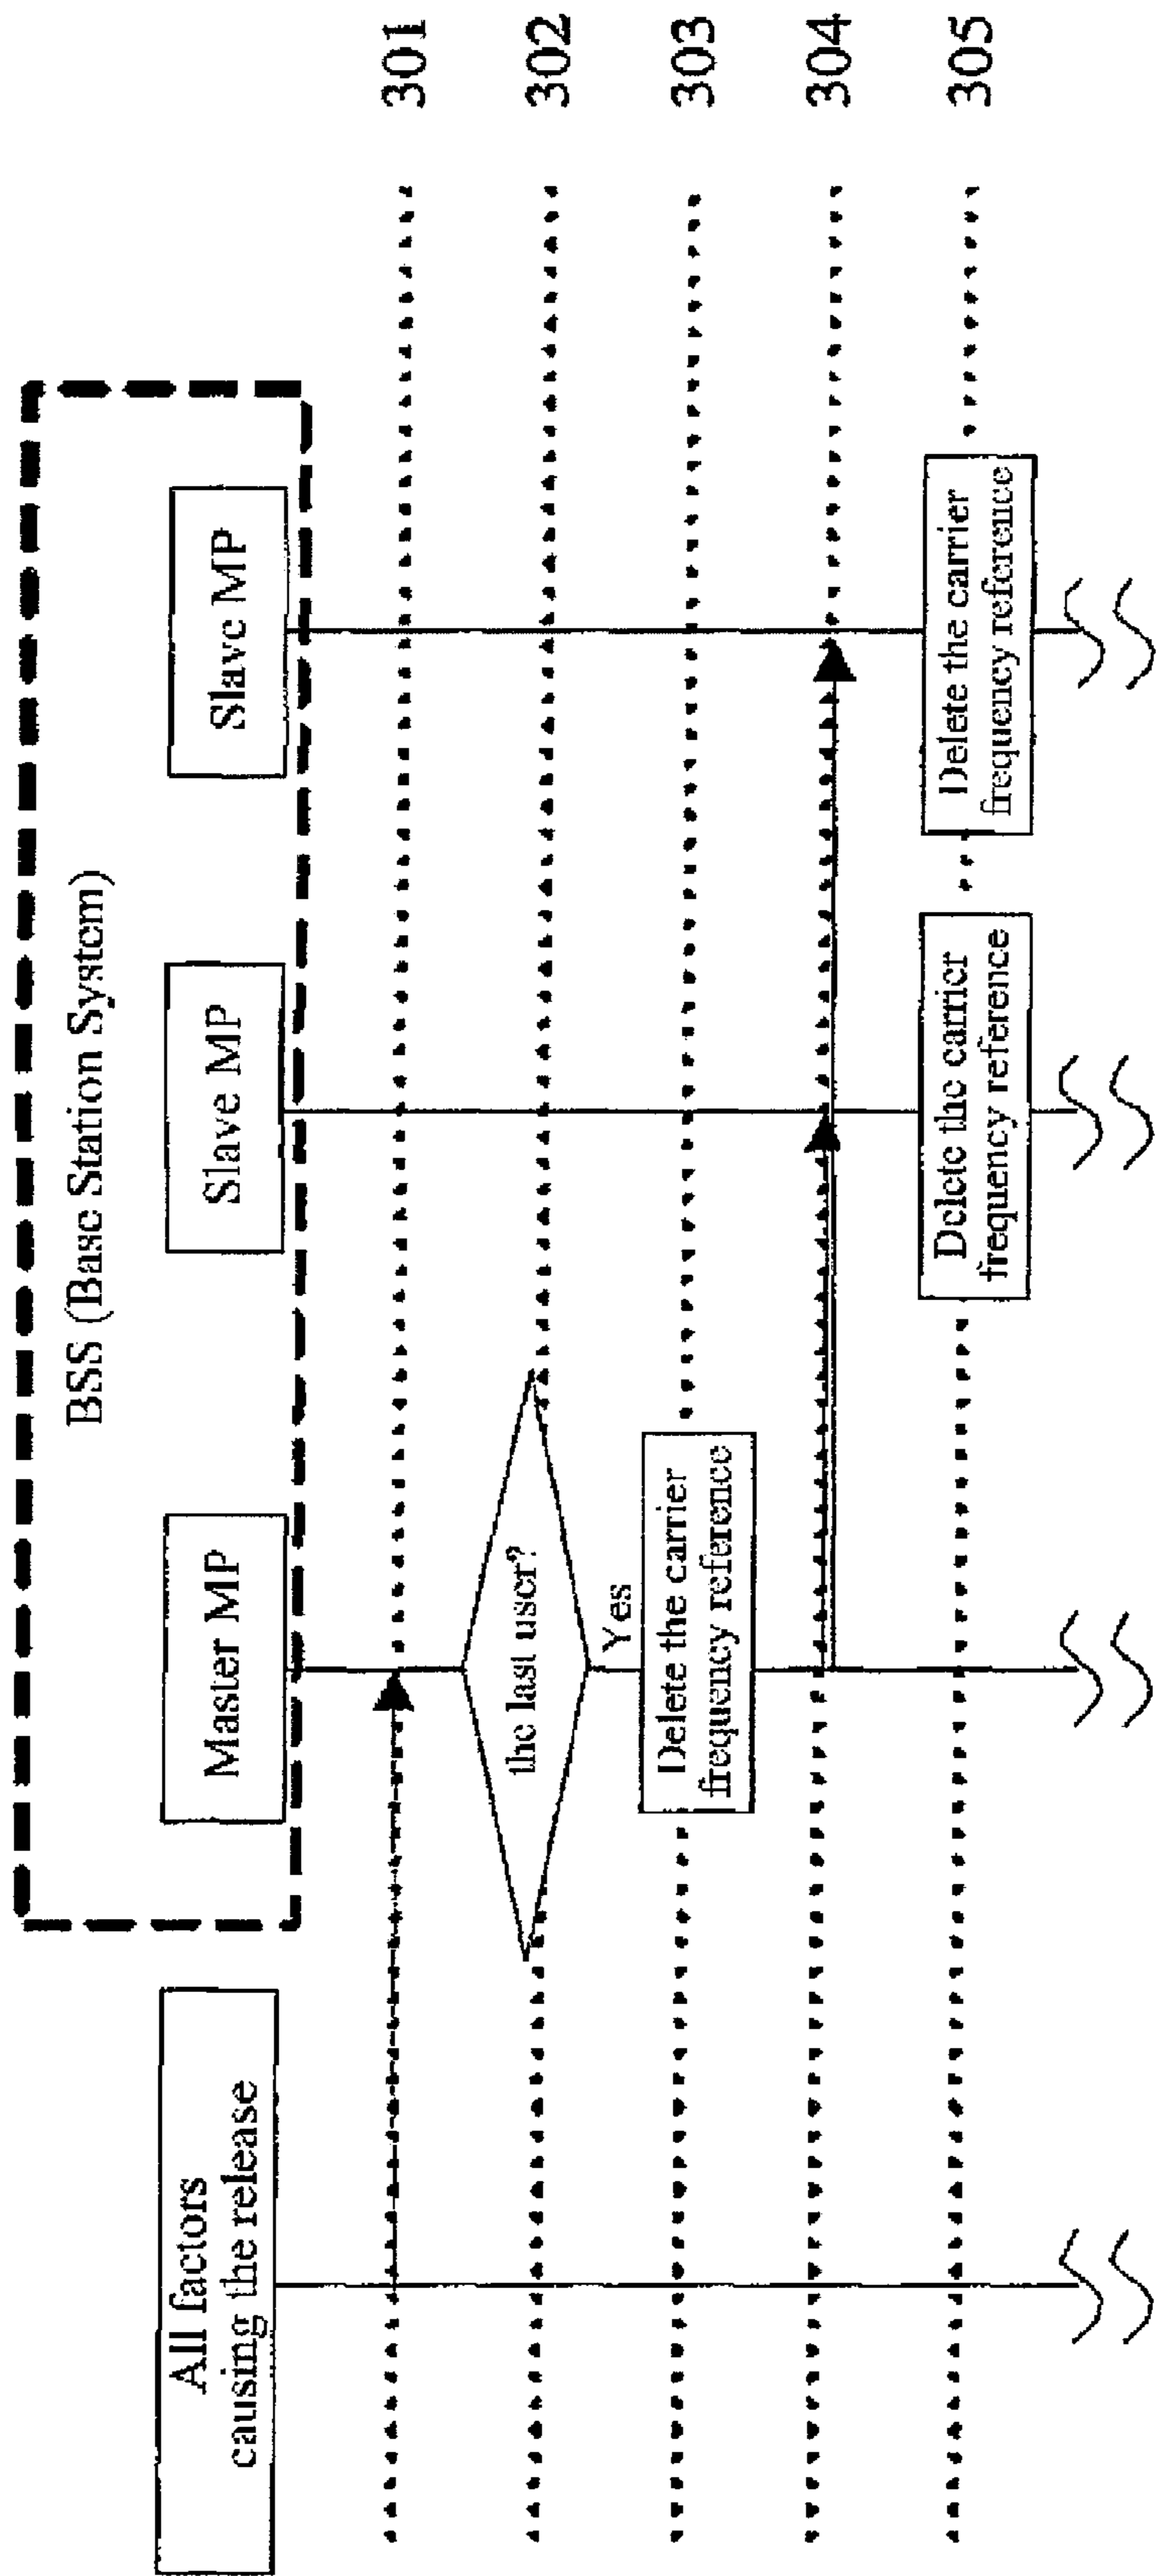 BSS (Base Station System)
All factors
causing the release
Master MP
Slave MP
Slave MP
301
the last user?
302
Yes
Delete the carrier
frequency reference
303
304
Delete the carrier
frequency reference
Delete the carrier
frequency reference
305